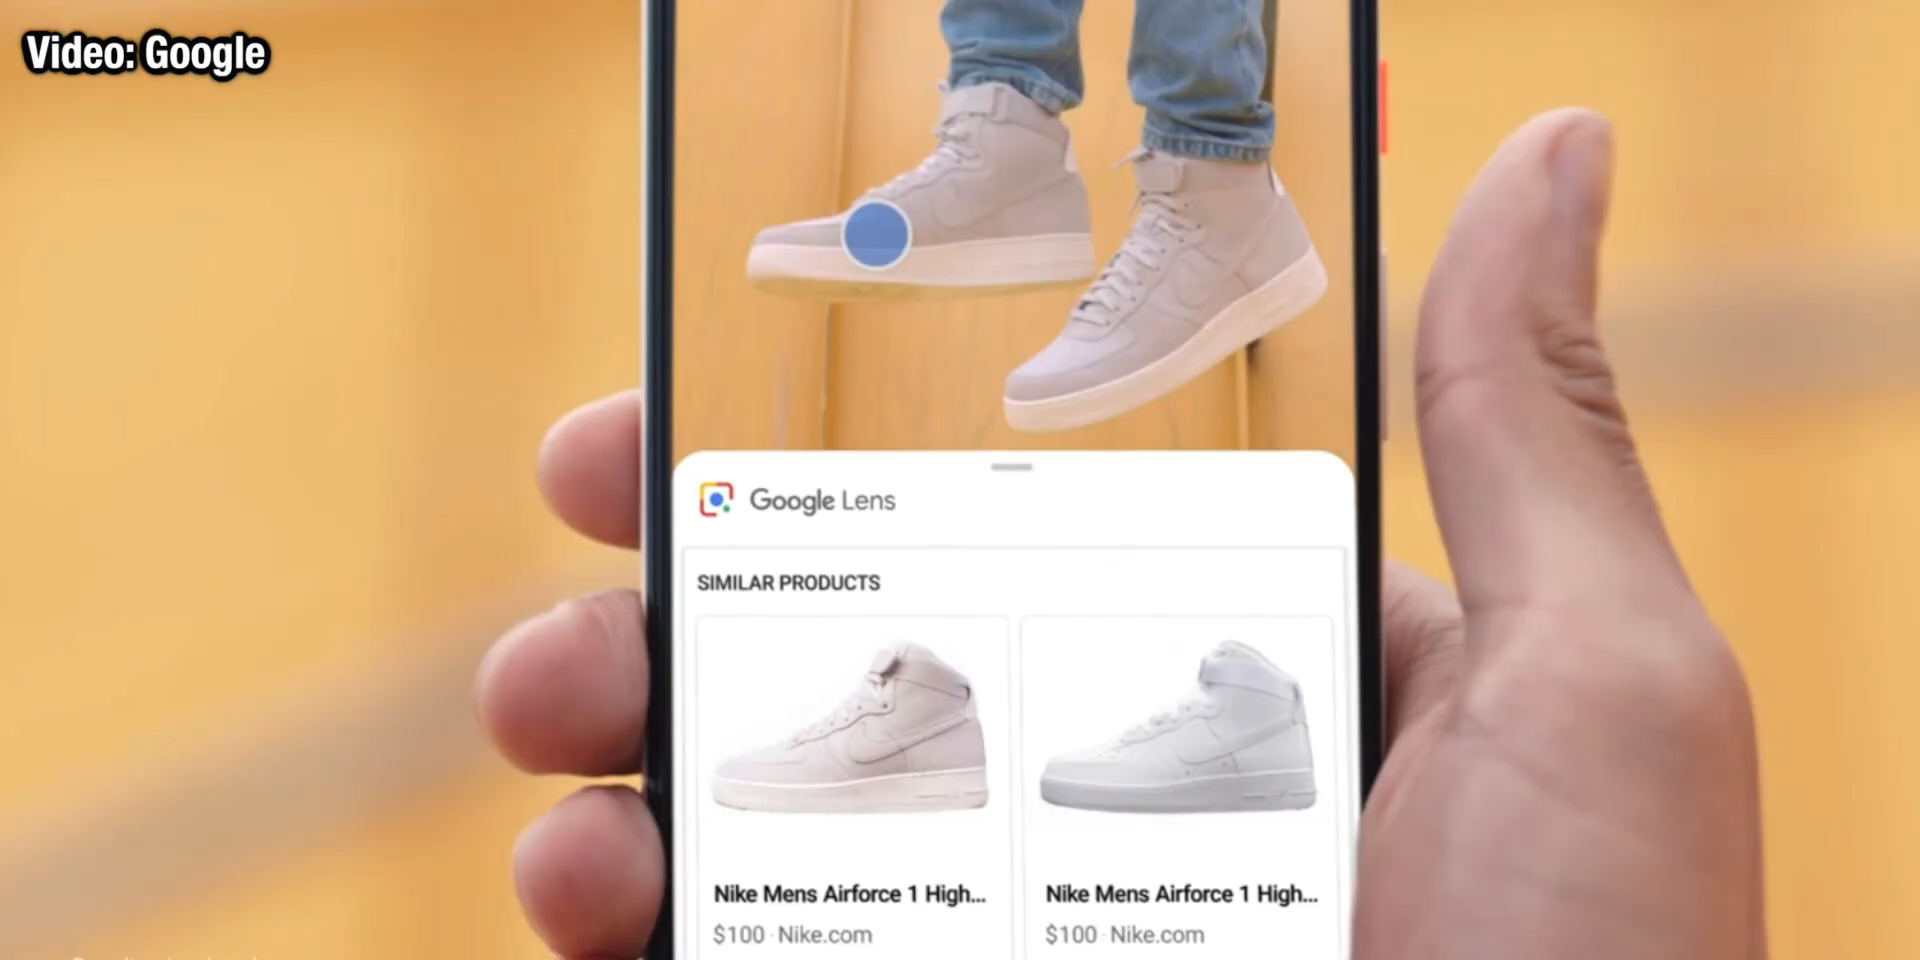 Video: Google
Google Lens
SIMILAR PRODUCTS
Nike Mens Airforce 1 High...
$100 · Nike.com
Nike Mens Airforce 1 High...
$100 · Nike.com